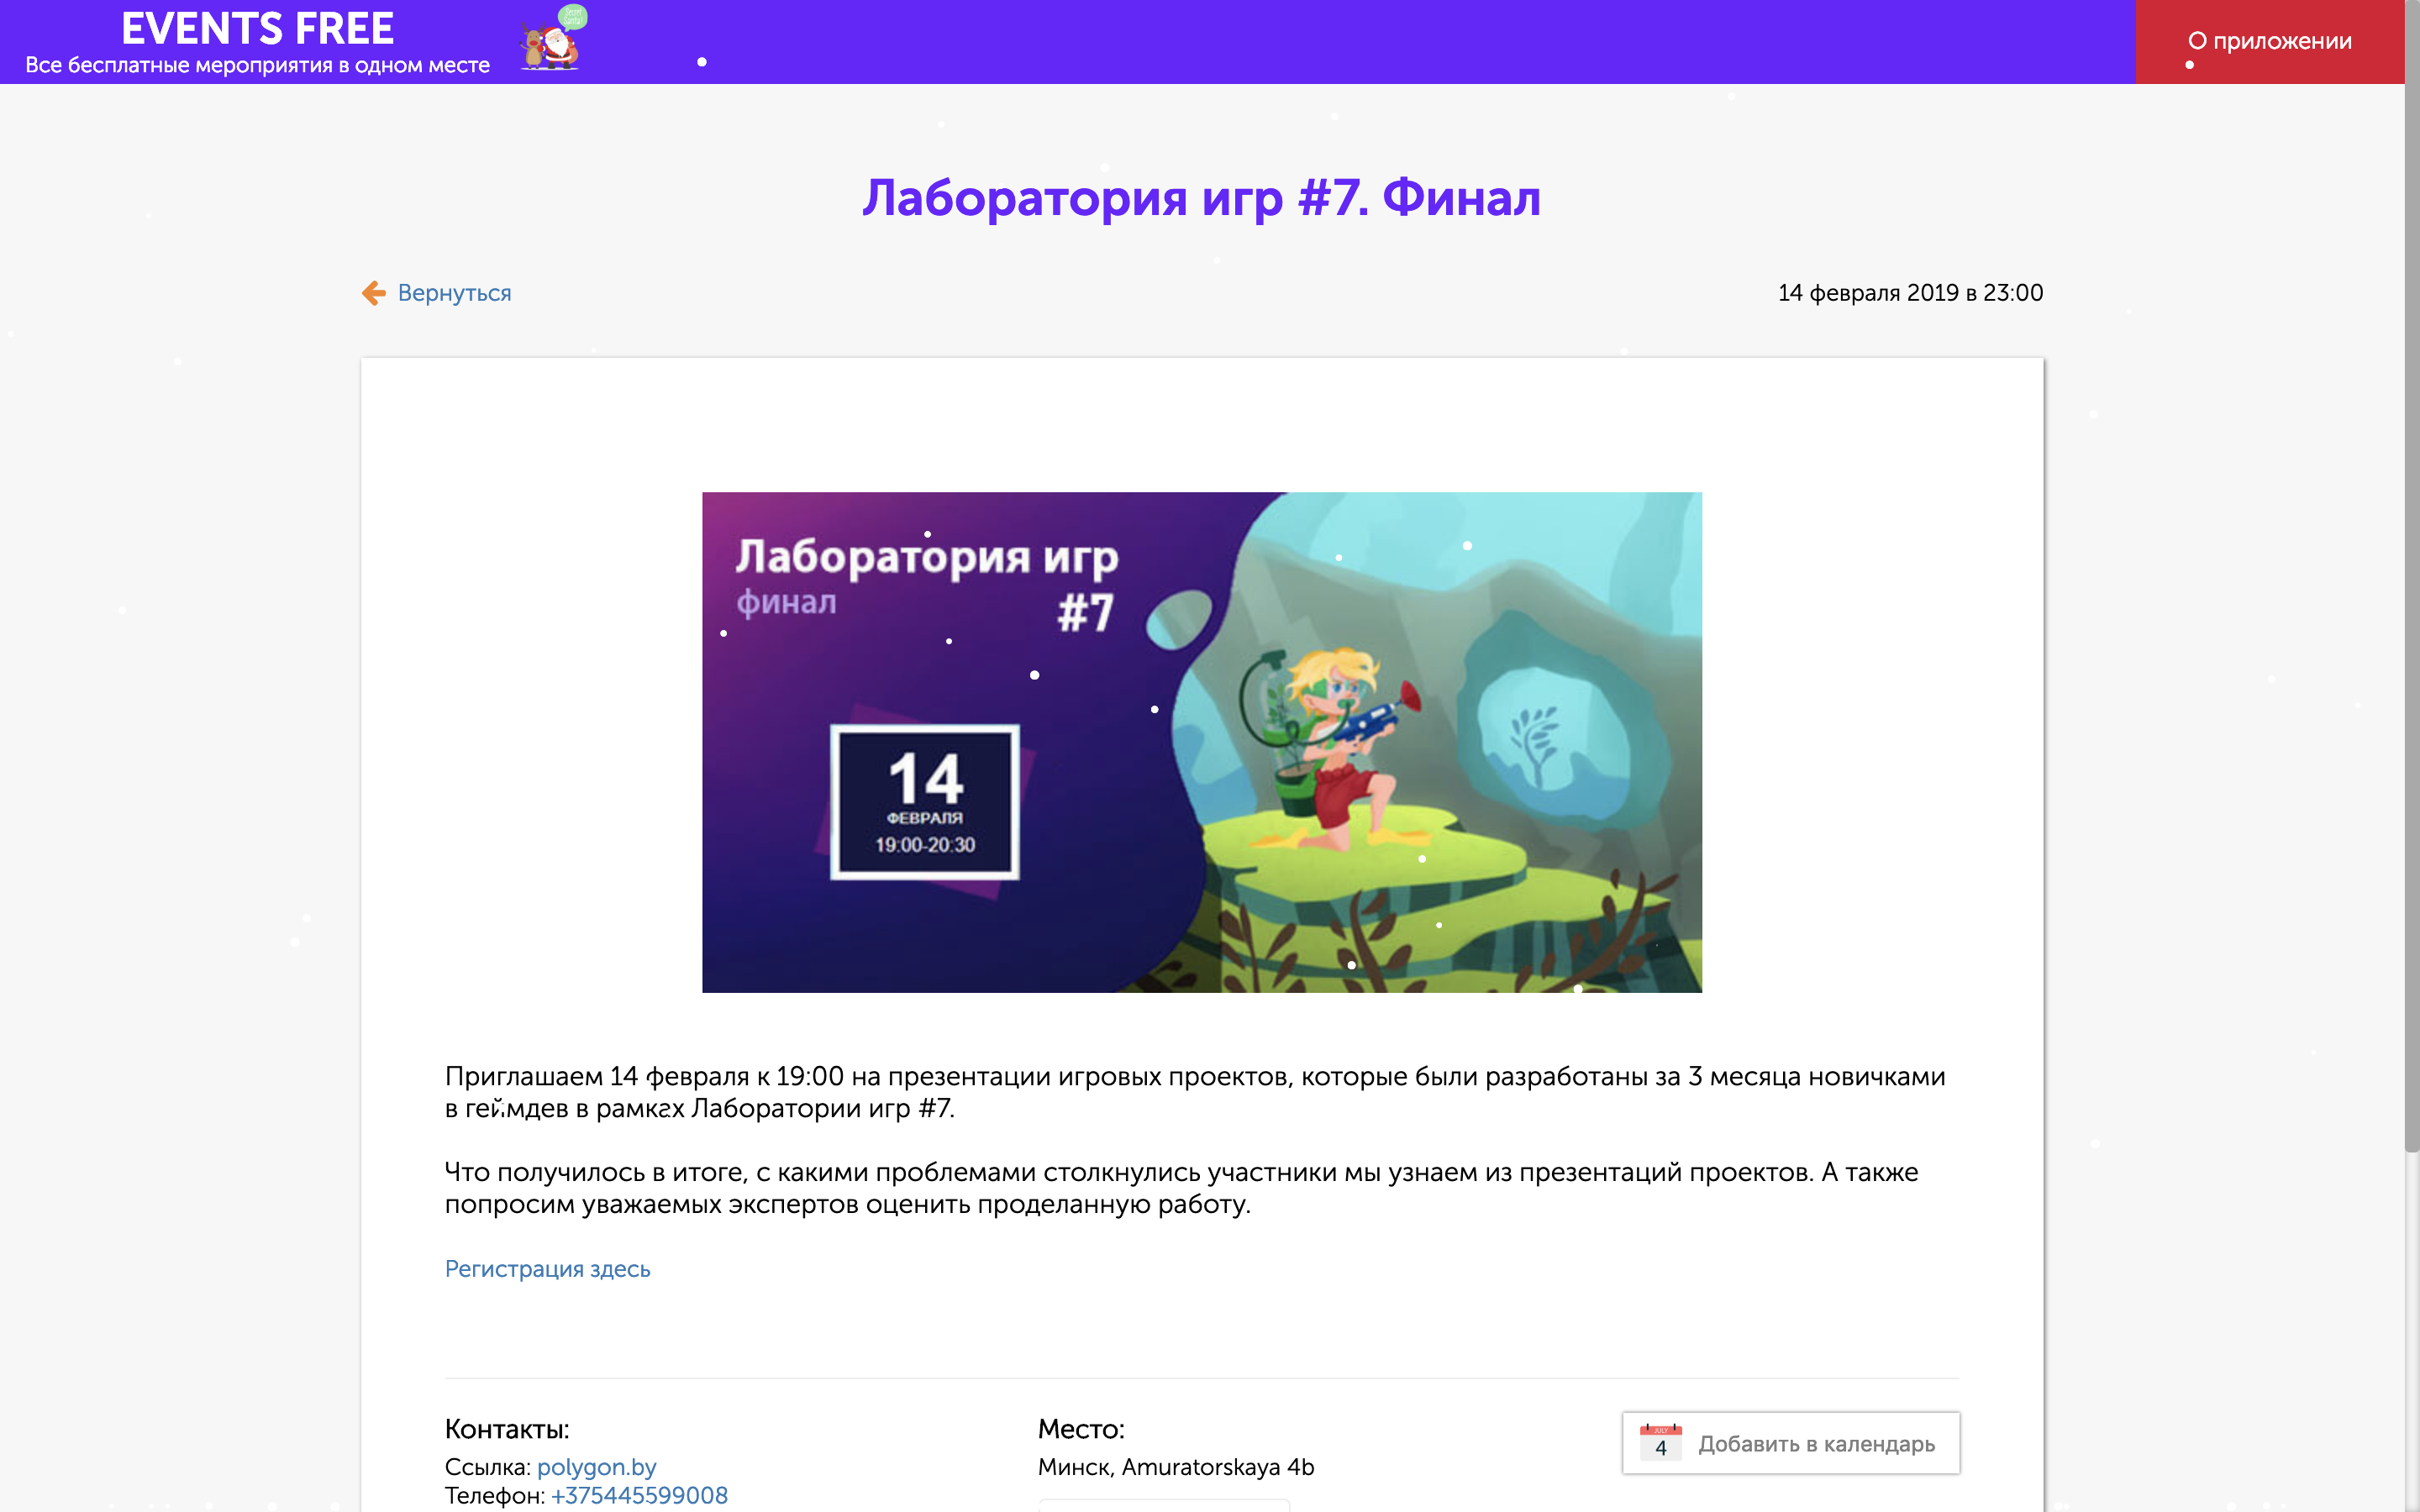 EVENTS FREE
Все бесплатные мероприятия в одном месте
Secret
Santa!
О приложении
Лаборатория игр #7. Финал
Вернуться
14 февраля 2019 в 23:00
Лаборатория игр
финал
#7
14
ФЕВРАЛЯ
19:00-20:30
Приглашаем 14 февраля к 19:00 на презентации игровых проектов, которые были разработаны за 3 месяца новичками
в геймдев в рамках Лаборатории игр #7.
Что получилось в итоге, с какими проблемами столкнулись участники мы узнаем из презентаций проектов. А также
попросим уважаемых экспертов оценить проделанную работу.
Регистрация здесь
Контакты:
Ссылка: polygon.by
Телефон: +375445599008
Место:
Минск, Amuratorskaya 4b
JULY
4
Добавить в календарь